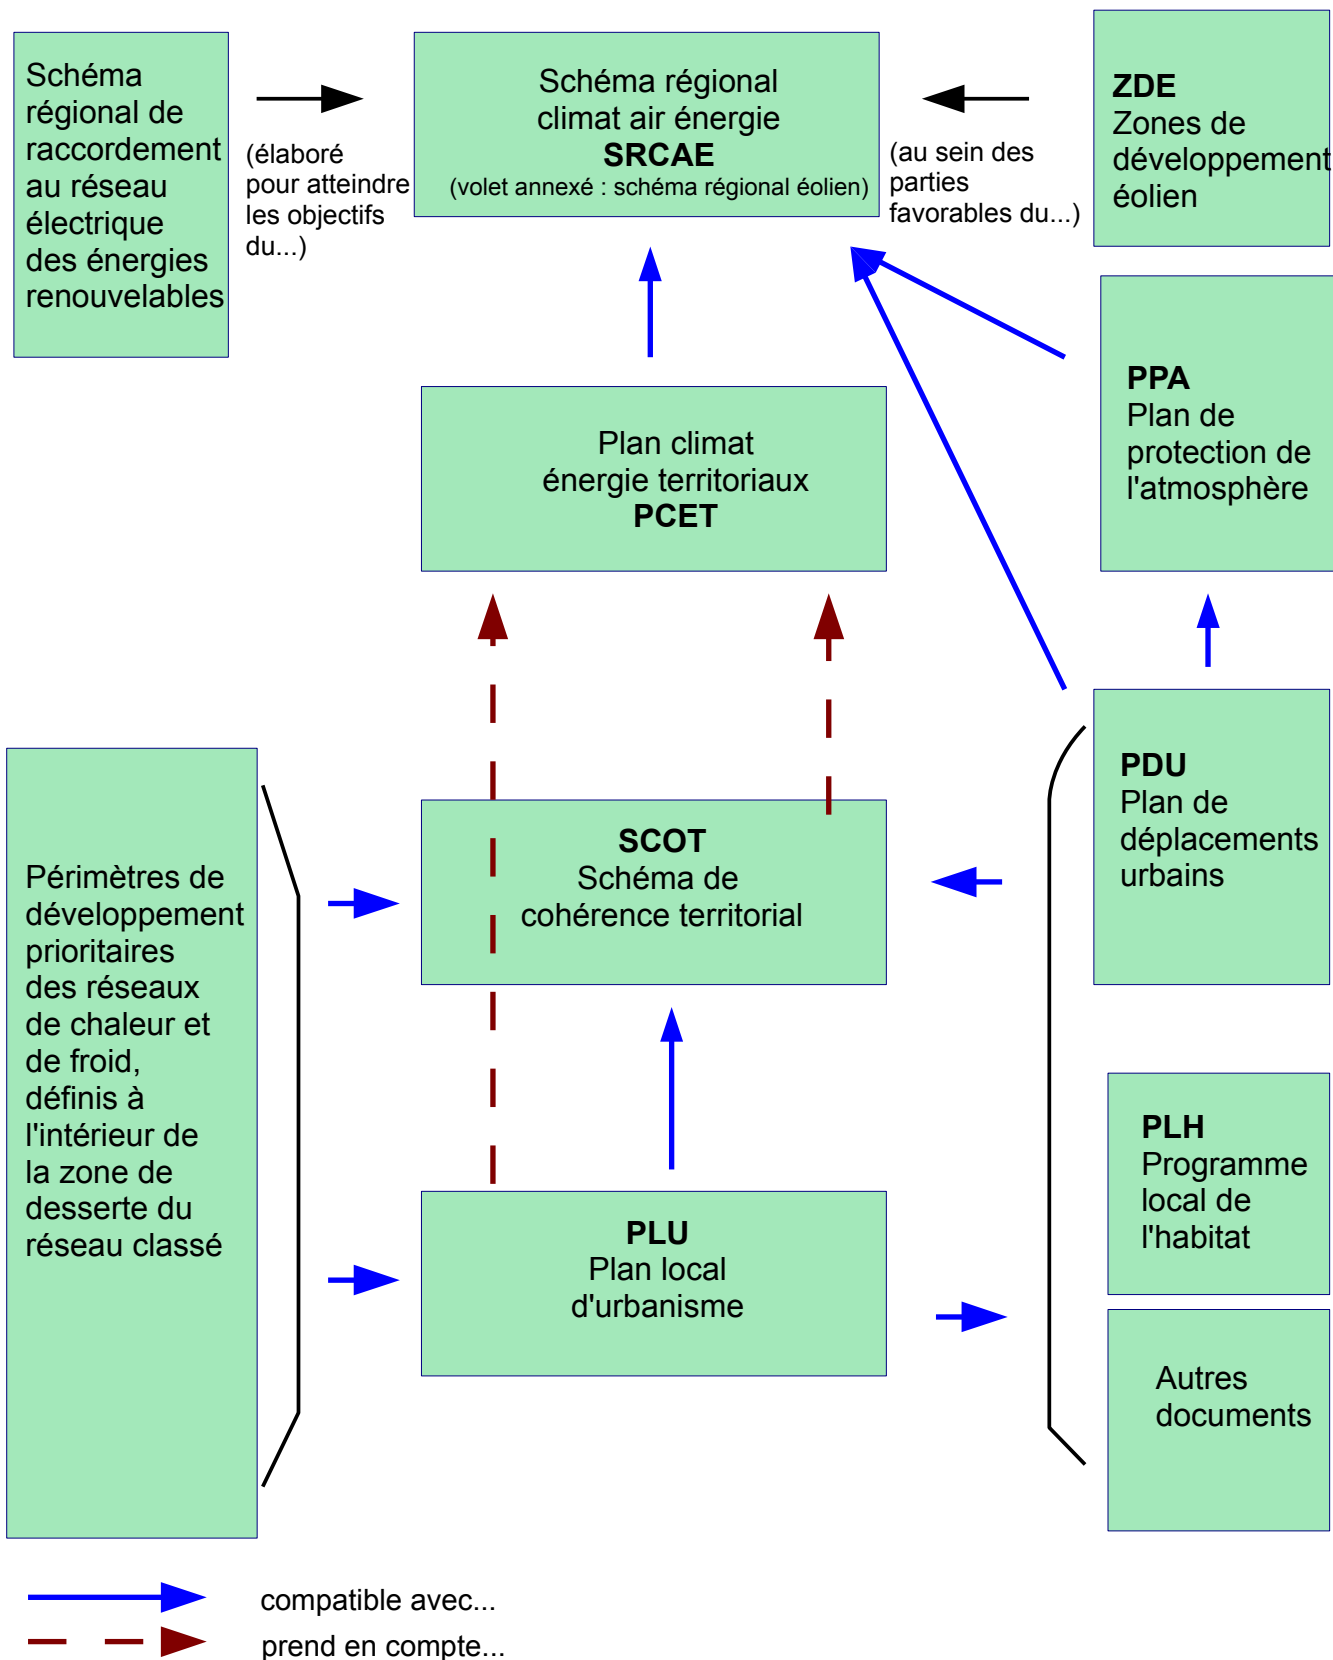 Schéma
régional de
raccordement
au réseau
électrique
des énergies
renouvelables
(élaboré
pour atteindre
les objectifs
du...)
Schéma régional
climat air énergie
SRCAE
(volet annexé : schéma régional éolien)
(au sein des
parties
favorables du...)
ZDE
Zones de
développement
éolien
PPA
Plan de
protection de
l'atmosphère
Plan climat
énergie territoriaux
PCET
PDU
Plan de
déplacements
urbains
SCOT
Schéma de
cohérence territorial
Périmètres de
développement
prioritaires
des réseaux
de chaleur et
de froid,
définis à
l'intérieur de
la zone de
desserte du
réseau classé
PLH
Programme
local de
l'habitat
PLU
Plan local
d'urbanisme
Autres
documents
compatible avec...
prend en compte...